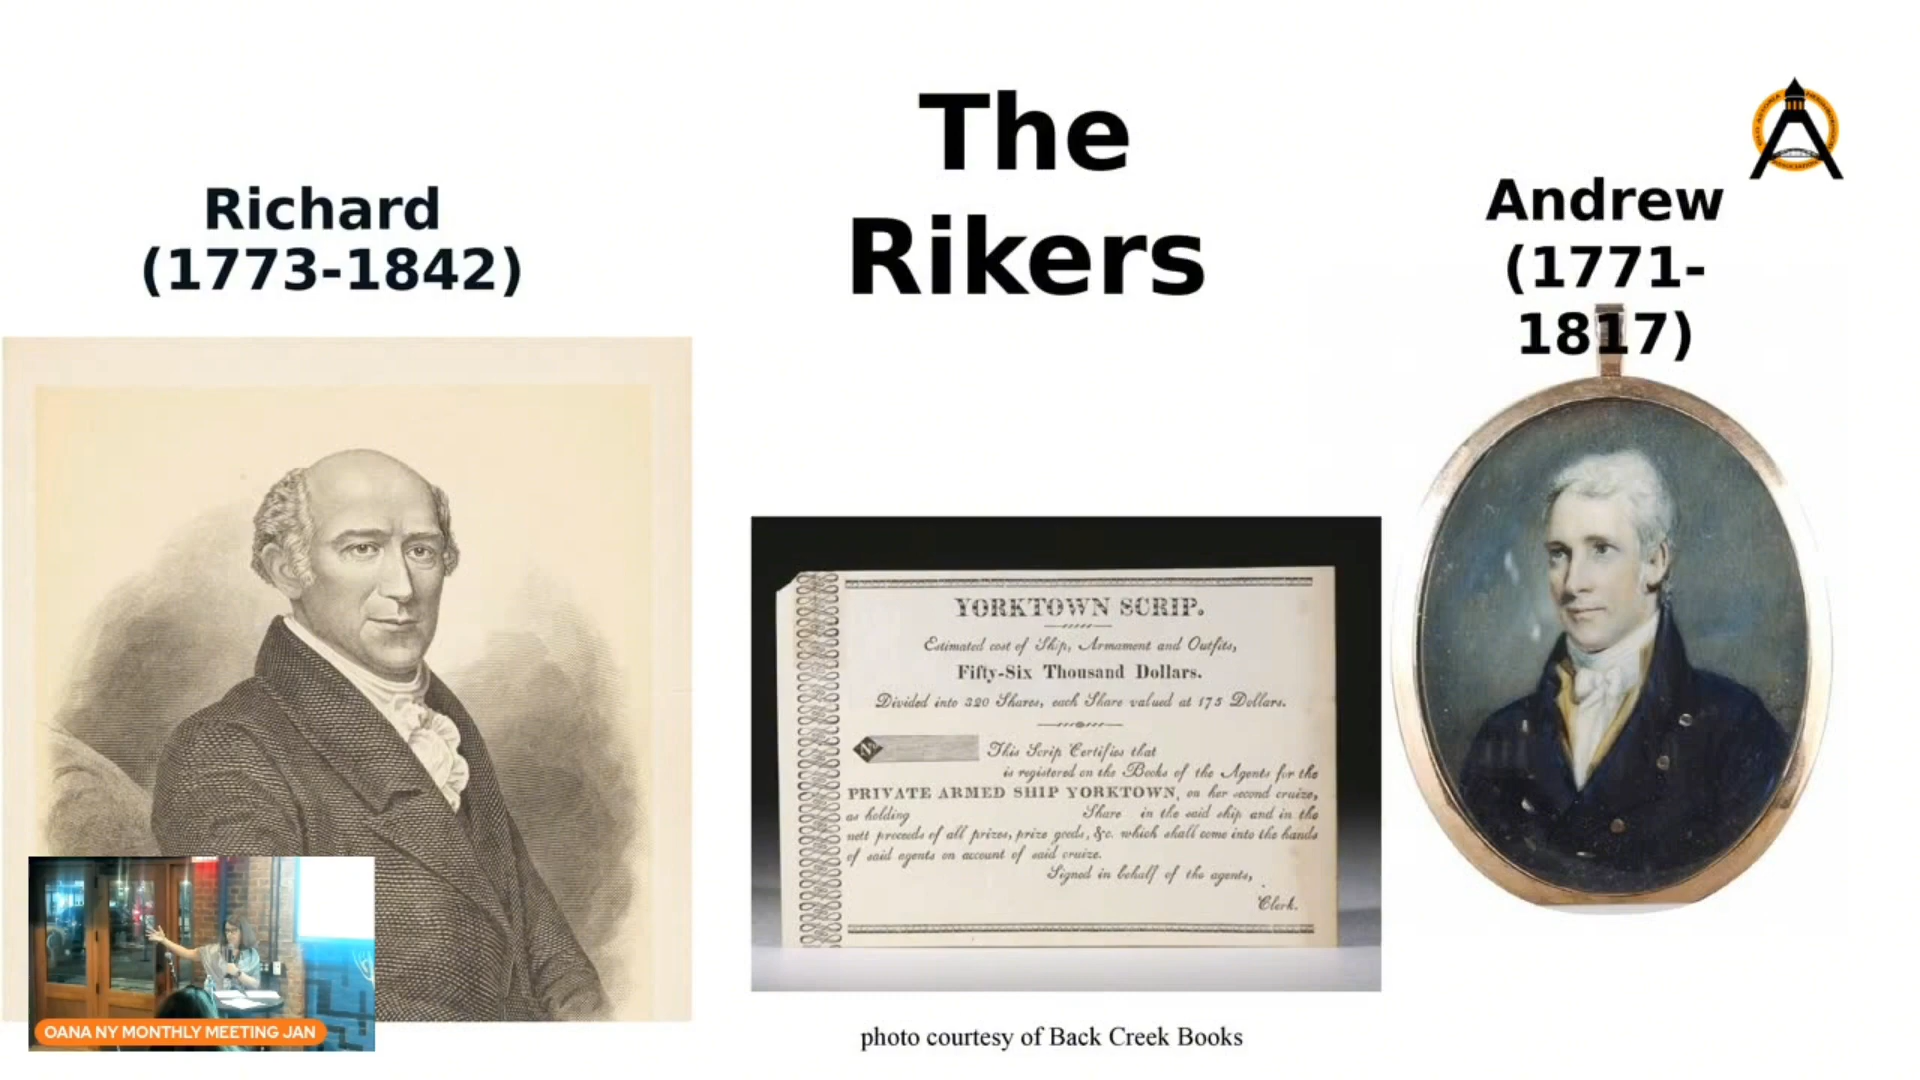 The
Rikers
Richard
(1773-1842)
Andrew
(1771-
1817)
YORKTOWN SCRIP.
Estimated cost of Ship, Armament and Outfits,
Fifty-Six Thousand Dollars.
Divided into 320 Shares, each Share valued at 175 Dollars.
No
This Scrip Certifies that
is registered on the Books of the Agents for the
PRIVATE ARMED SHIP YORKTOWN, on her second cruize,
as holding Share in the said ship and in the
nett proceeds of all prizes, prize goods, &c. which shall come into the hands
of said agents on account of said cruize.
Signed in behalf of the agents,
Clerk.
photo courtesy of Back Creek Books
OANA NY MONTHLY MEETING JAN